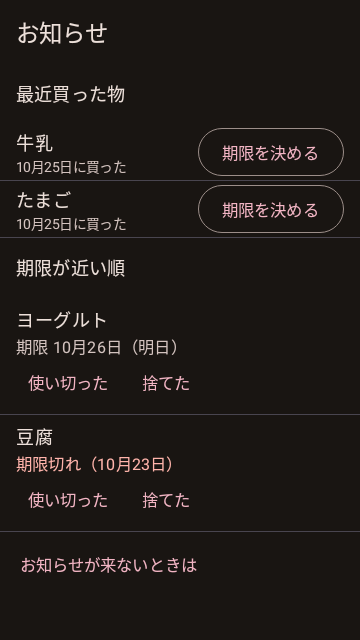 お知らせ
最近買った物
牛乳
10月25日に買った
期限を決める
たまご
10月25日に買った
期限を決める
期限が近い順
ヨーグルト
期限 10月26日（明日）
使い切った 捨てた
豆腐
期限切れ（10月23日）
使い切った 捨てた
お知らせが来ないときは